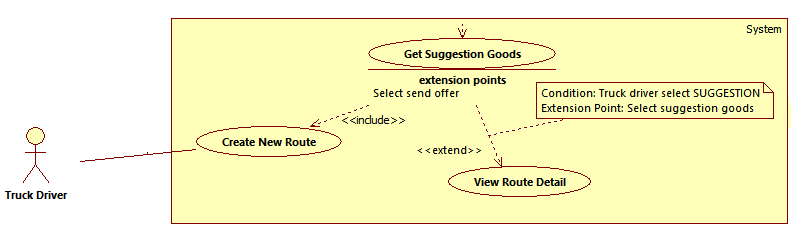 System
Get Suggestion Goods
extension points
Select send offer
Condition: Truck driver select SUGGESTION
Extension Point: Select suggestion goods
<<include>>
Create New Route
<<extend>>
View Route Detail
Truck Driver